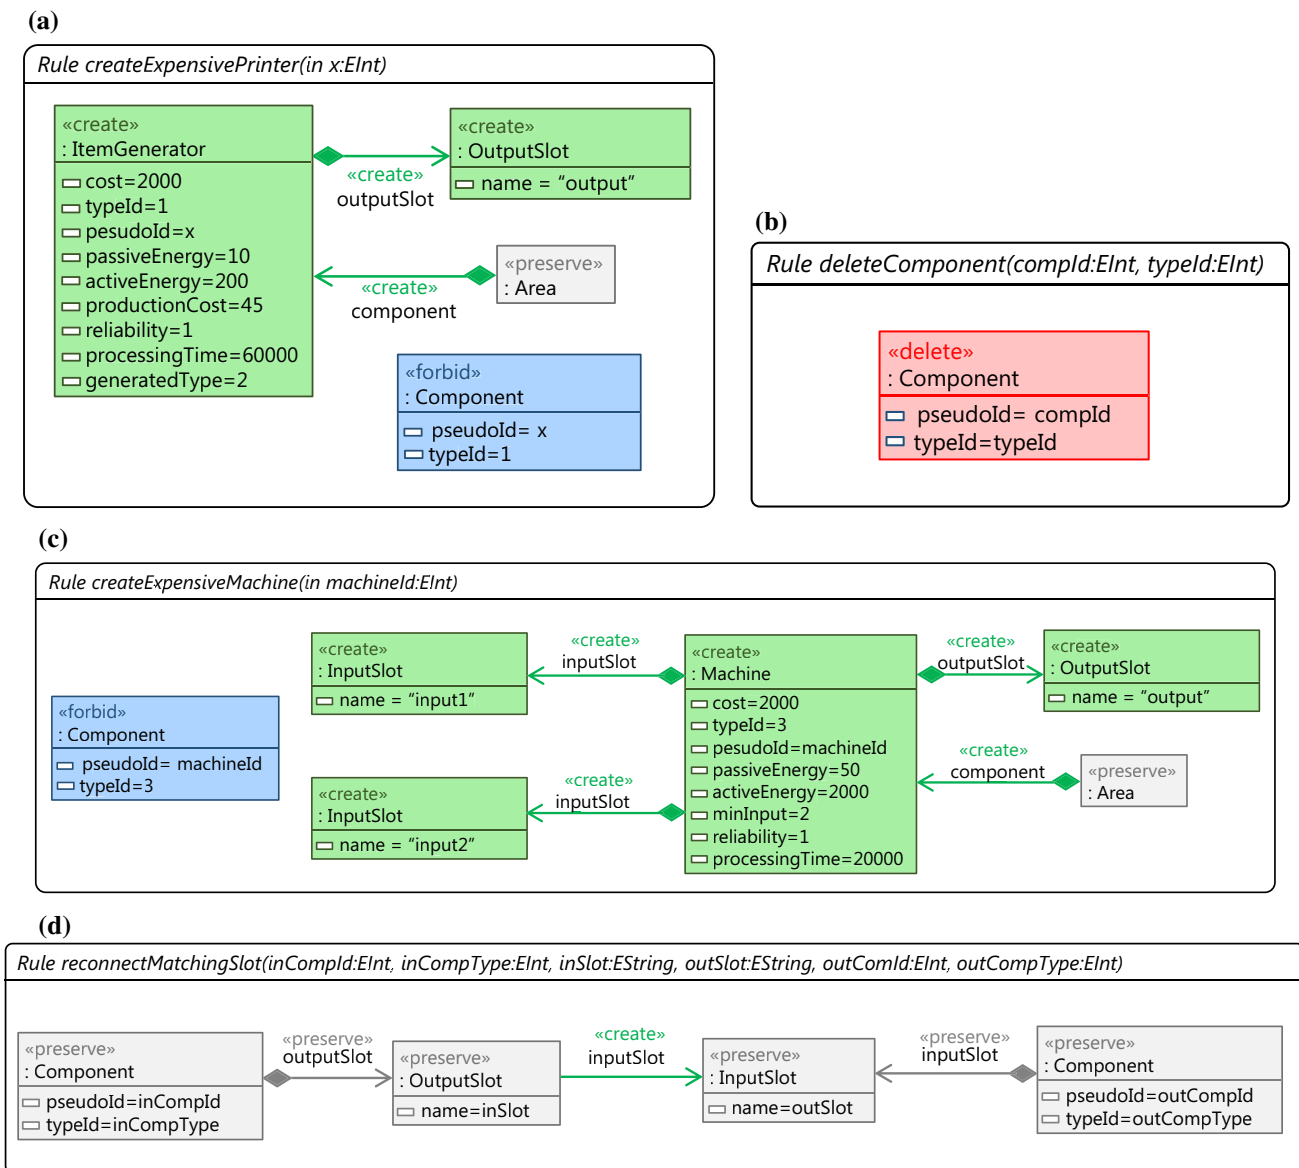 (a)
Rule createExpensivePrinter(in x:EInt)
«create»
: ItemGenerator
cost=2000
typeId=1
pesudoId=x
passiveEnergy=10
activeEnergy=200
productionCost=45
reliability=1
processingTime=60000
generatedType=2
«create»
outputSlot
«create»
: OutputSlot
name = "output"
«create»
component
«preserve»
: Area
«forbid»
: Component
pseudoId= x
typeId=1
(b)
Rule deleteComponent(compId:EInt, typeId:EInt)
«delete»
: Component
pseudoId= compId
typeId=typeId
(c)
Rule createExpensiveMachine(in machineId:EInt)
«forbid»
: Component
pseudoId= machineId
typeId=3
«create»
: InputSlot
name = "input1"
«create»
inputSlot
«create»
: InputSlot
name = "input2"
«create»
inputSlot
«create»
: Machine
cost=2000
typeId=3
pesudoId=machineId
passiveEnergy=50
activeEnergy=2000
minInput=2
reliability=1
processingTime=20000
«create»
outputSlot
«create»
: OutputSlot
name = "output"
«create»
component
«preserve»
: Area
(d)
Rule reconnectMatchingSlot(inCompId:EInt, inCompType:EInt, inSlot:EString, outSlot:EString, outComId:EInt, outCompType:EInt)
«preserve»
: Component
pseudoId=inCompId
typeId=inCompType
«preserve»
outputSlot
«preserve»
: OutputSlot
name=inSlot
«create»
inputSlot
«preserve»
: InputSlot
name=outSlot
«preserve»
inputSlot
«preserve»
: Component
pseudoId=outCompId
typeId=outCompType